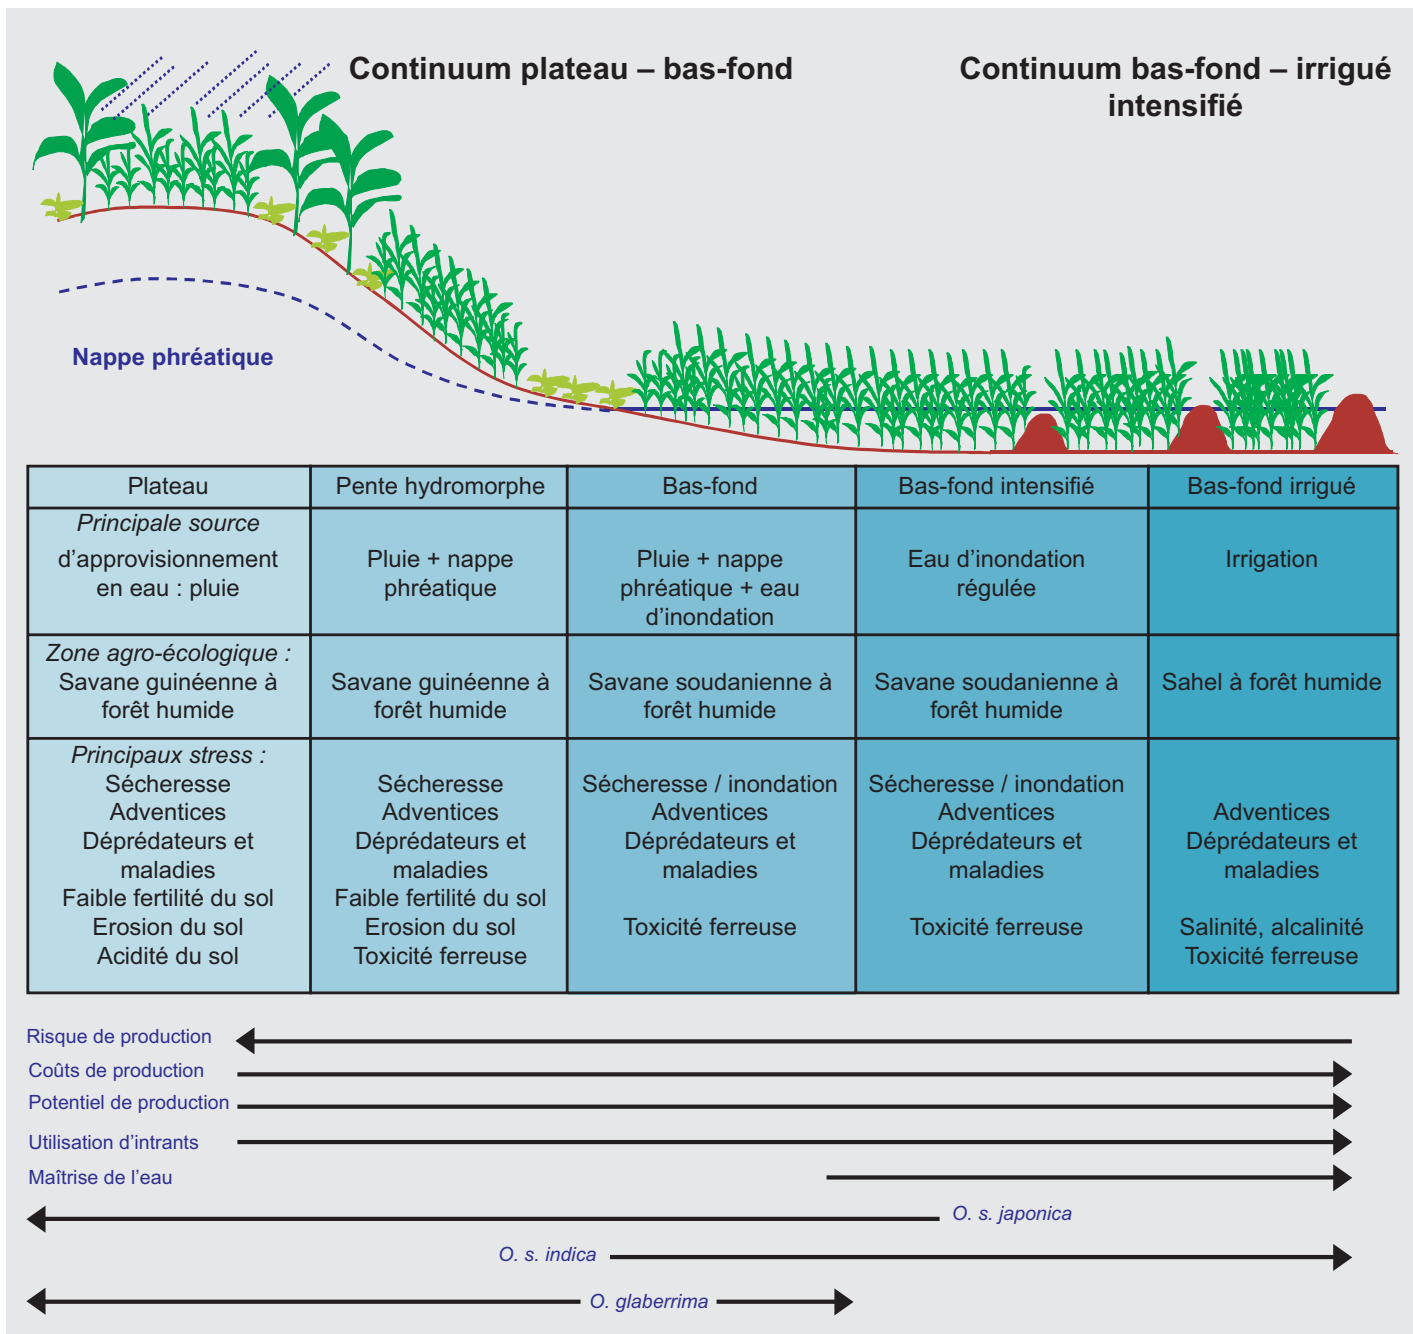 Continuum plateau – bas-fond
Continuum bas-fond – irrigué
intensifié
Nappe phréatique
Plateau
Pente hydromorphe
Bas-fond
Bas-fond intensifié
Bas-fond irrigué
Principale source
d’approvisionnement
en eau : pluie
Pluie + nappe
phréatique
Pluie + nappe
phréatique + eau
d’inondation
Eau d’inondation
régulée
Irrigation
Zone agro-écologique :
Savane guinéenne à
forêt humide
Savane guinéenne à
forêt humide
Savane soudanienne à
forêt humide
Savane soudanienne à
forêt humide
Sahel à forêt humide
Principaux stress :
Sécheresse
Adventices
Déprédateurs et
maladies
Faible fertilité du sol
Erosion du sol
Acidité du sol
Sécheresse
Adventices
Déprédateurs et
maladies
Faible fertilité du sol
Erosion du sol
Toxicité ferreuse
Sécheresse / inondation
Adventices
Déprédateurs et
maladies
Toxicité ferreuse
Sécheresse / inondation
Adventices
Déprédateurs et
maladies
Toxicité ferreuse
Adventices
Déprédateurs et
maladies
Salinité, alcalinité
Toxicité ferreuse
Risque de production
Coûts de production
Potentiel de production
Utilisation d’intrants
Maîtrise de l’eau
O. s. japonica
O. s. indica
O. glaberrima